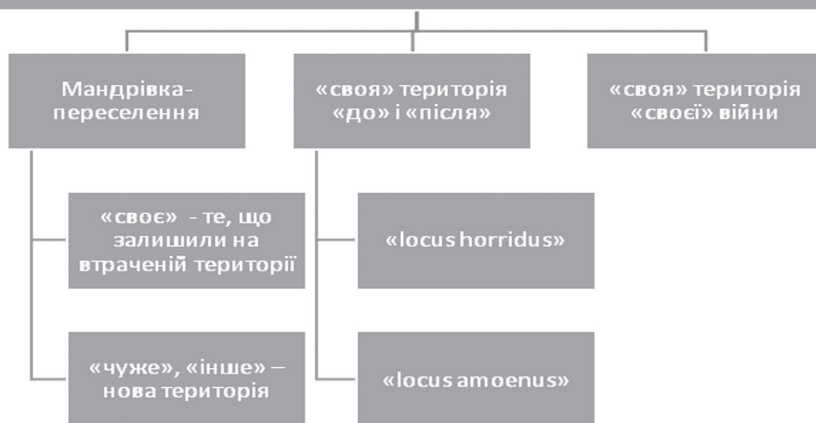 Мандрівка-
переселення
«своя» територія
«до» і «після»
«своя» територія
«своєї» війни
«своє» - те, що
залишили на
втраченій території
«locus horridus»
«чуже», «інше» –
нова територія
«locus amoenus»